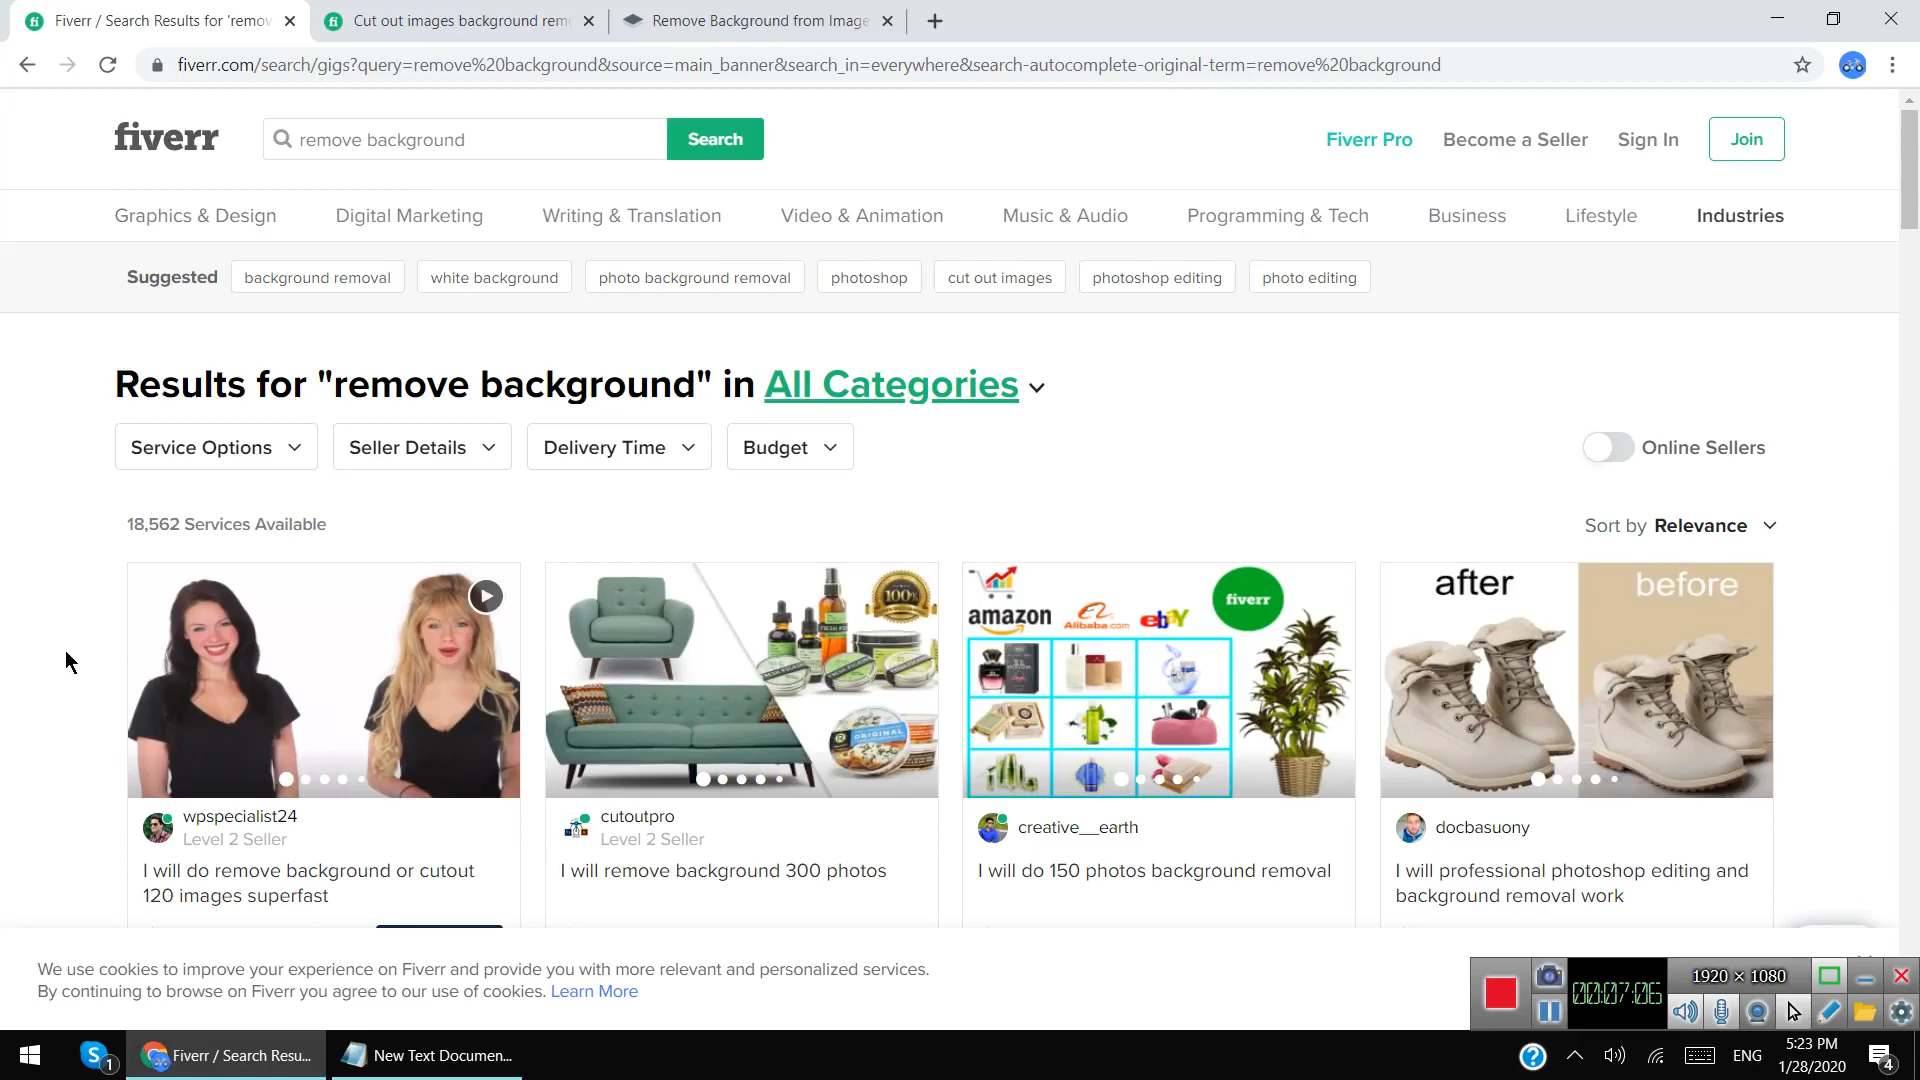 Fiverr / Search Results for 'remov
Cut out images background rem
Remove Background from Image
fiverr.com/search/gigs?query=remove%20background&source=main_banner&search_in=everywhere&search-autocomplete-original-term=remove%20background
fiverr
remove background
Search
Fiverr Pro
Become a Seller
Sign In
Join
Graphics & Design
Digital Marketing
Writing & Translation
Video & Animation
Music & Audio
Programming & Tech
Business
Lifestyle
Industries
Suggested
background removal
white background
photo background removal
photoshop
cut out images
photoshop editing
photo editing
Results for "remove background" in All Categories
Service Options
Seller Details
Delivery Time
Budget
Online Sellers
18,562 Services Available
Sort by Relevance
100%
ORIGINAL
amazon
Alibaba.com
ebay
fiverr
after
before
wpspecialist24
Level 2 Seller
I will do remove background or cutout
120 images superfast
cutoutpro
Level 2 Seller
I will remove background 300 photos
creative__earth
I will do 150 photos background removal
docbasuony
I will professional photoshop editing and
background removal work
We use cookies to improve your experience on Fiverr and provide you with more relevant and personalized services.
By continuing to browse on Fiverr you agree to our use of cookies. Learn More
1920 × 1080
Fiverr / Search Resu...
New Text Documen...
1
ENG
5:23 PM
1/28/2020
4